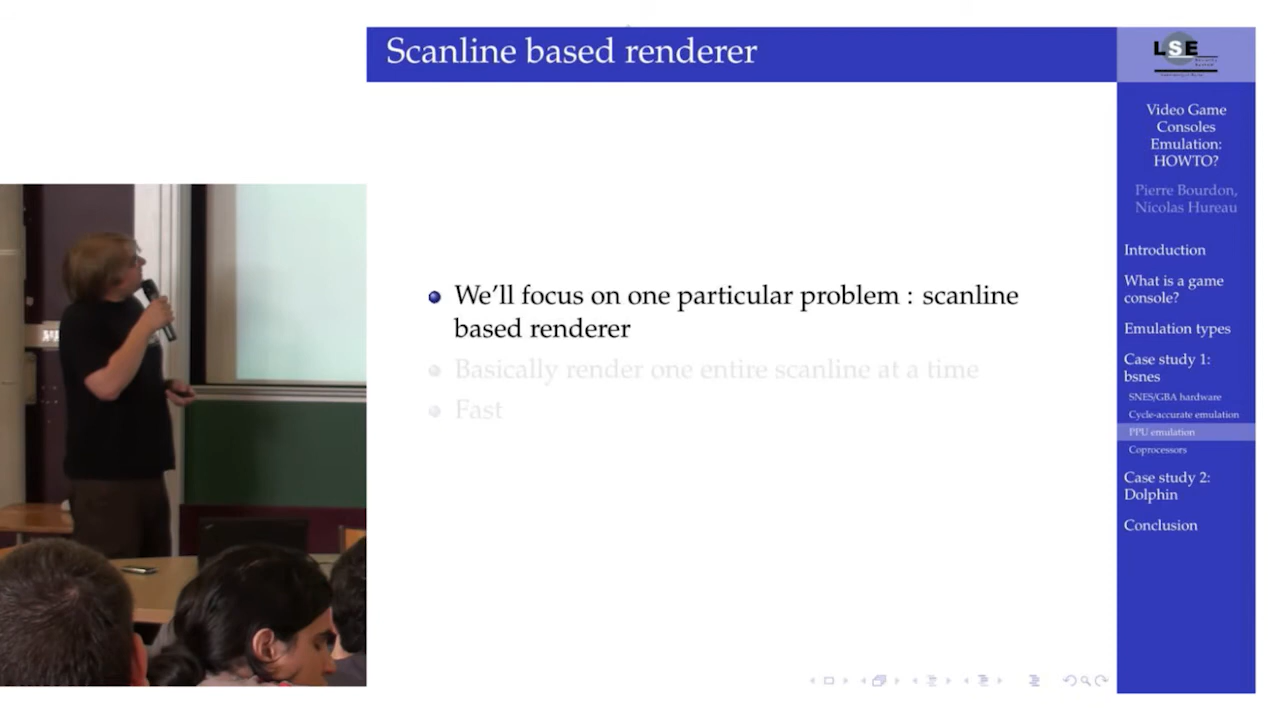 Scanline based renderer
LSE
Video Game
Consoles
Emulation:
HOWTO?
Pierre Bourdon,
Nicolas Hureau
Introduction
What is a game
console?
Emulation types
Case study 1:
bsnes
SNES/GBA hardware
Cycle-accurate emulation
PPU emulation
Coprocessors
Case study 2:
Dolphin
Conclusion
We'll focus on one particular problem : scanline
based renderer
Basically render one entire scanline at a time
Fast